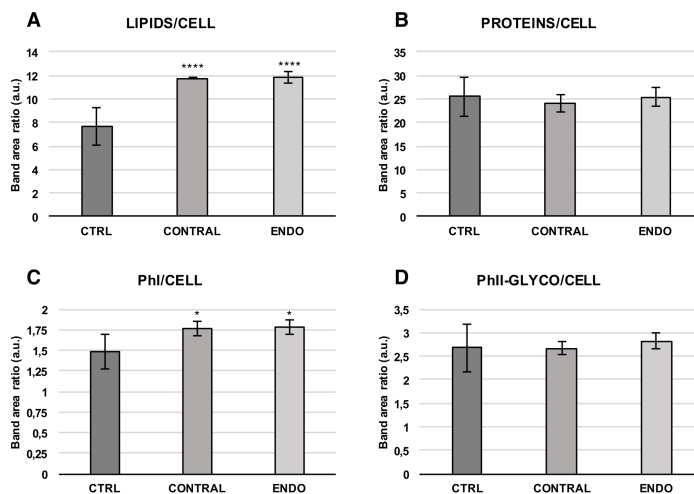 A
LIPIDS/CELL
Band area ratio (a.u.)
14
12
10
8
6
4
2
0
****
****
CTRL
CONTRAL
ENDO
B
PROTEINS/CELL
Band area ratio (a.u.)
35
30
25
20
25
10
5
0
CTRL
CONTRAL
ENDO
C
PhI/CELL
Band area ratio (a.u.)
2
1,75
1,5
1,25
1
0,75
0,5
0,25
0
*
*
CTRL
CONTRAL
ENDO
D
PhII-GLYCO/CELL
Band area ratio (a.u.)
3,5
3
2,5
2
1,5
1
0,5
0
CTRL
CONTRAL
ENDO